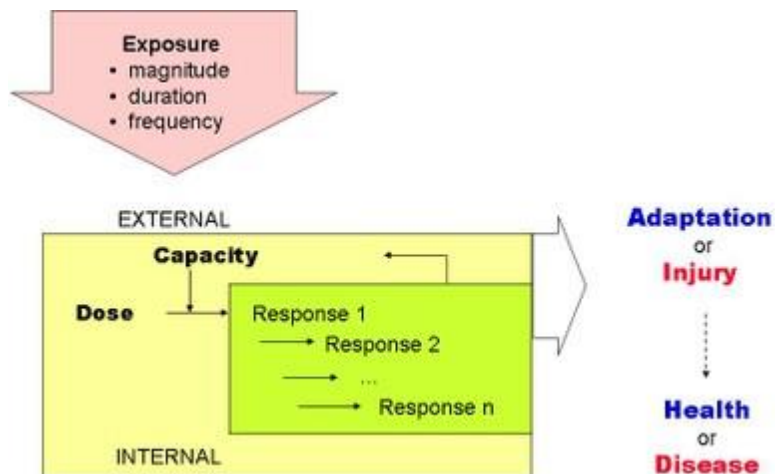 Exposure
• magnitude
• duration
• frequency
EXTERNAL
Capacity
Dose
Response 1
Response 2
...
Response n
INTERNAL
Adaptation
or
Injury
Health
or
Disease